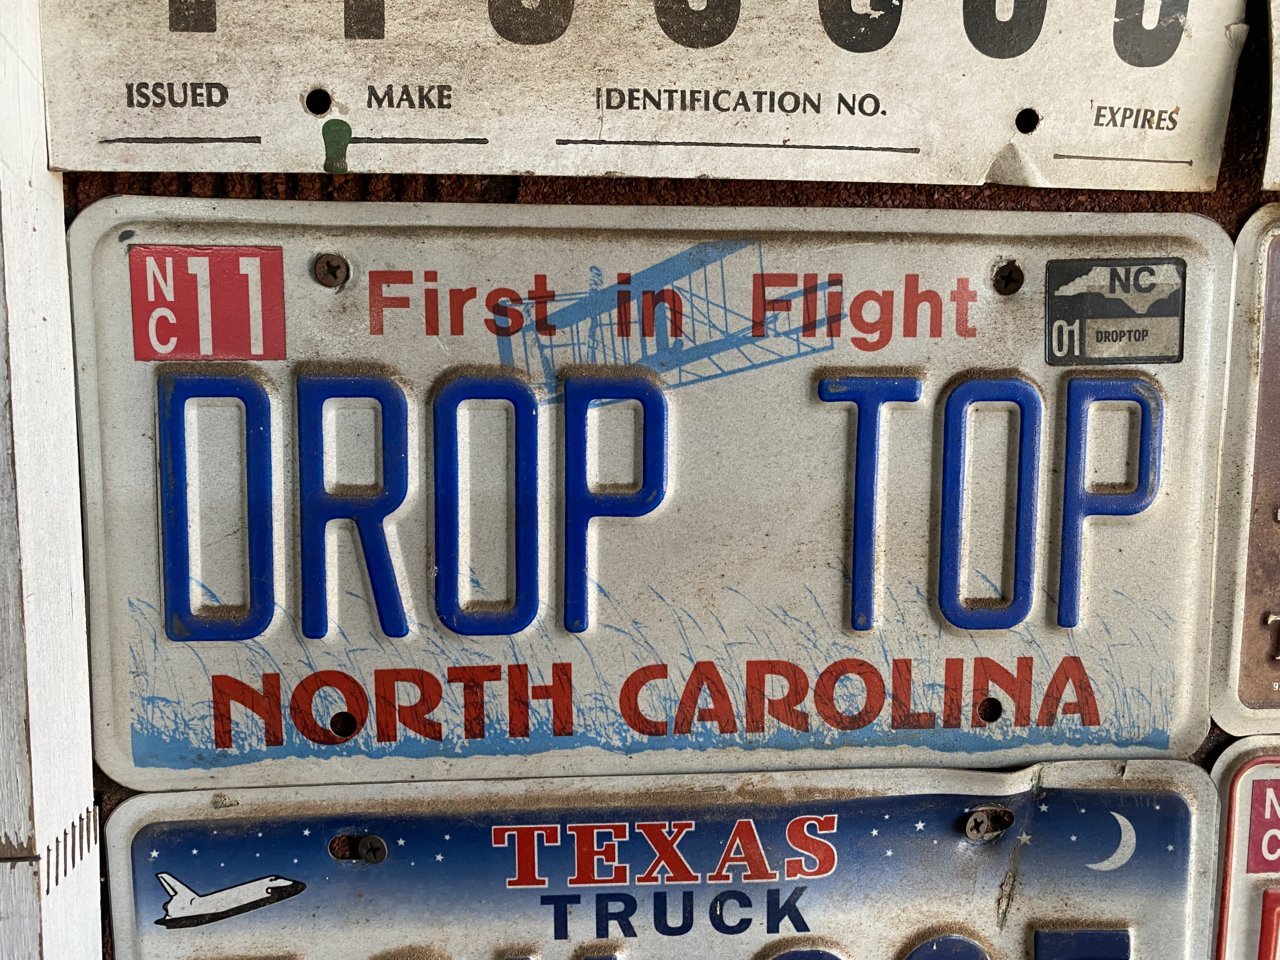 ISSUED MAKE IDENTIFICATION NO. EXPIRES
NC 11 First in Flight NC
01 DROPTOP
DROP TOP
NORTH CAROLINA
TEXAS
TRUCK
NC